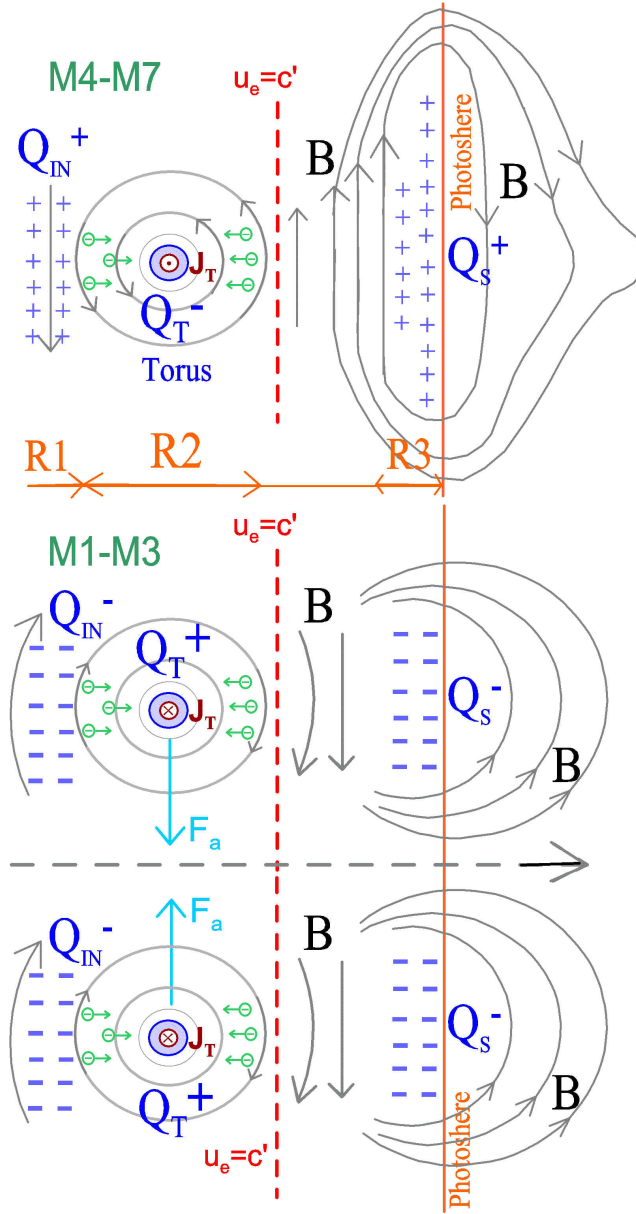 M4-M7
u_e=c'
Q_IN^+
B
Photoshere
B
Q_S^+
J_T
Q_T^-
Torus
R1
R2
R3
u_e=c'
M1-M3
Q_IN^-
B
Q_T^+
J_T
Q_S^-
B
F_a
F_a
Q_IN^-
B
J_T
Q_S^-
Q_T^+
B
u_e=c'
Photoshere